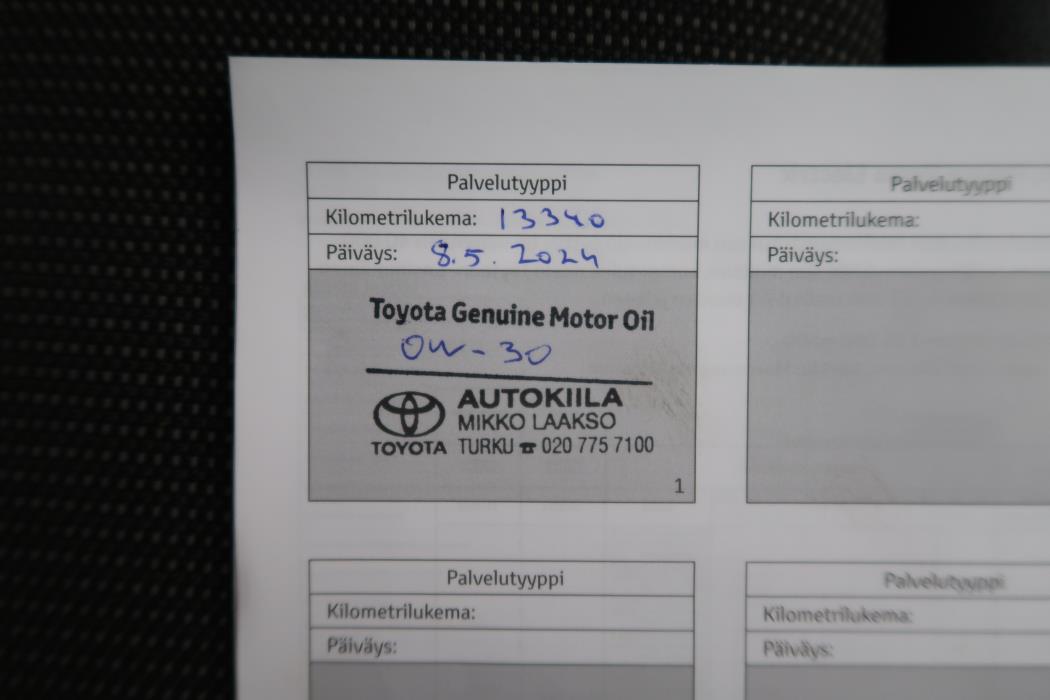 Palvelutyyppi
Kilometrilukema: 13340
Päiväys: 8.5.2024
Toyota Genuine Motor Oil
0W-30
AUTOKIILA
MIKKO LAAKSO
TOYOTA TURKU ☎ 020 775 7100
1
Palvelutyyppi
Kilometrilukema:
Päiväys:
Palvelutyyppi
Kilometrilukema:
Päiväys:
Palvelutyyppi
Kilometrilukema:
Päiväys: